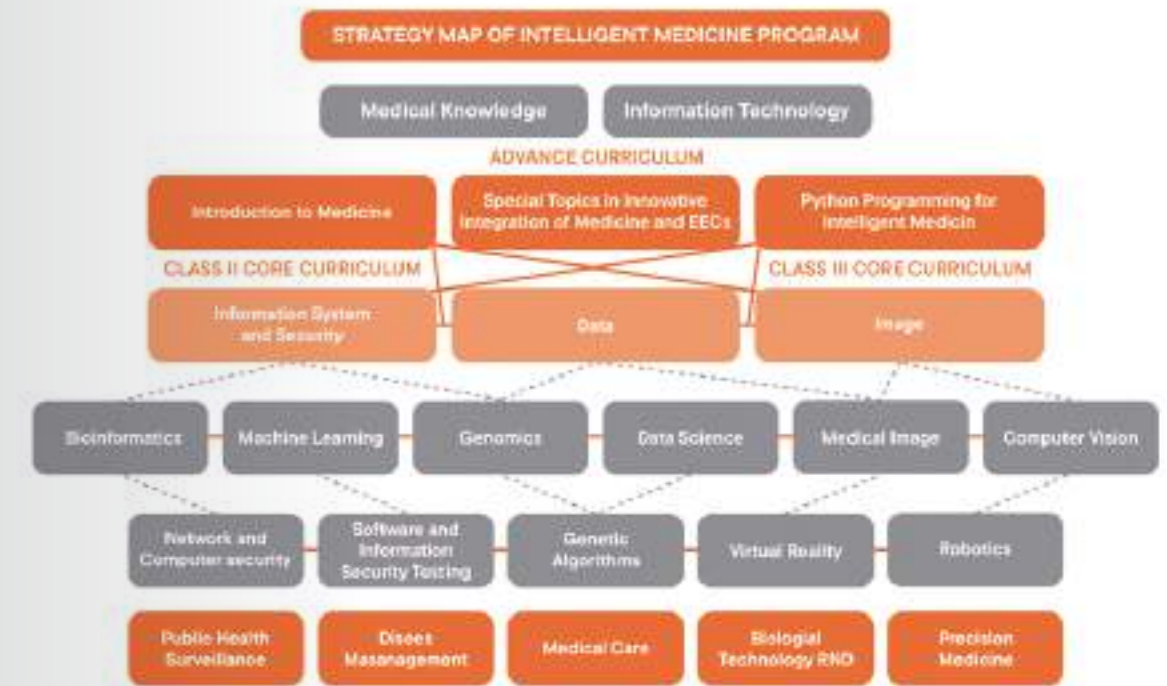 STRATEGY MAP OF INTELLIGENT MEDICINE PROGRAM
Medical Knowledge
Information Technology
ADVANCE CURRICULUM
Introduction to Medicine
Special Topics in Innovative
Integration of Medicine and EECs
Python Programming for
Intelligent Medicin
CLASS II CORE CURRICULUM
CLASS III CORE CURRICULUM
Information System
and Security
Data
Image
Bioinformatics
Machine Learning
Genomics
Data Science
Medical Image
Computer Vision
Network and
Computer security
Software and
Information
Security Testing
Genetic
Algorithms
Virtual Reality
Robotics
Public Health
Surveillance
Disees
Masanagement
Medical Care
Biologial
Technology RND
Precision
Medicine